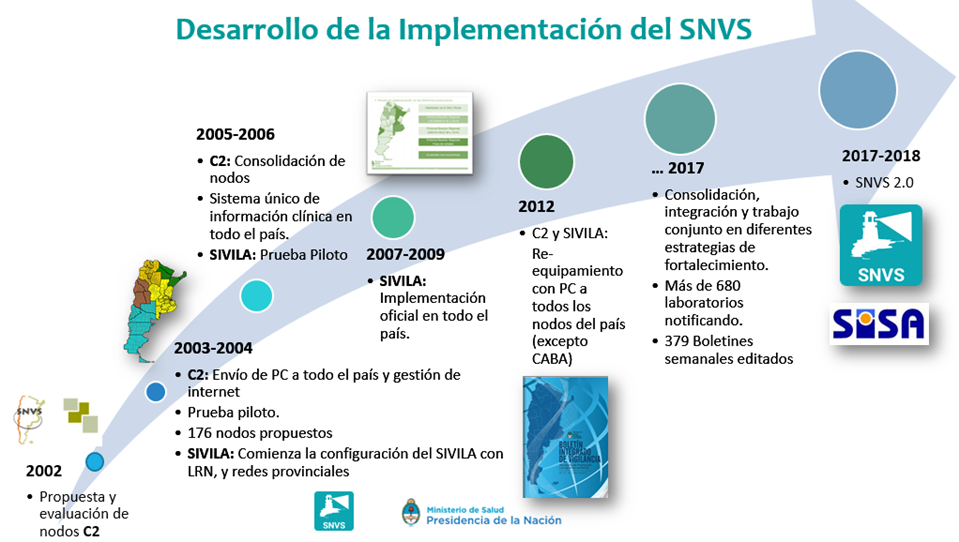 Desarrollo de la Implementación del SNVS
2002
• Propuesta y
evaluación de
nodos C2
2003-2004
• C2: Envío de PC a todo el país y gestión de
internet
• Prueba piloto.
• 176 nodos propuestos
• SIVILA: Comienza la configuración del SIVILA con
LRN, y redes provinciales
2005-2006
• C2: Consolidación de
nodos
• Sistema único de
información clínica en
todo el país.
• SIVILA: Prueba Piloto
2007-2009
• SIVILA:
Implementación
oficial en todo el
país.
2012
• C2 y SIVILA:
Re-
equipamiento
con PC a
todos los
nodos del país
(excepto
CABA)
... 2017
• Consolidación,
integración y trabajo
conjunto en diferentes
estrategias de
fortalecimiento.
• Más de 680
laboratorios
notificando.
• 379 Boletines
semanales editados
2017-2018
• SNVS 2.0
SNVS
SISA
SNVS
BOLETÍN
INTEGRADO DE
VIGILANCIA
SNVS
Ministerio de Salud
Presidencia de la Nación